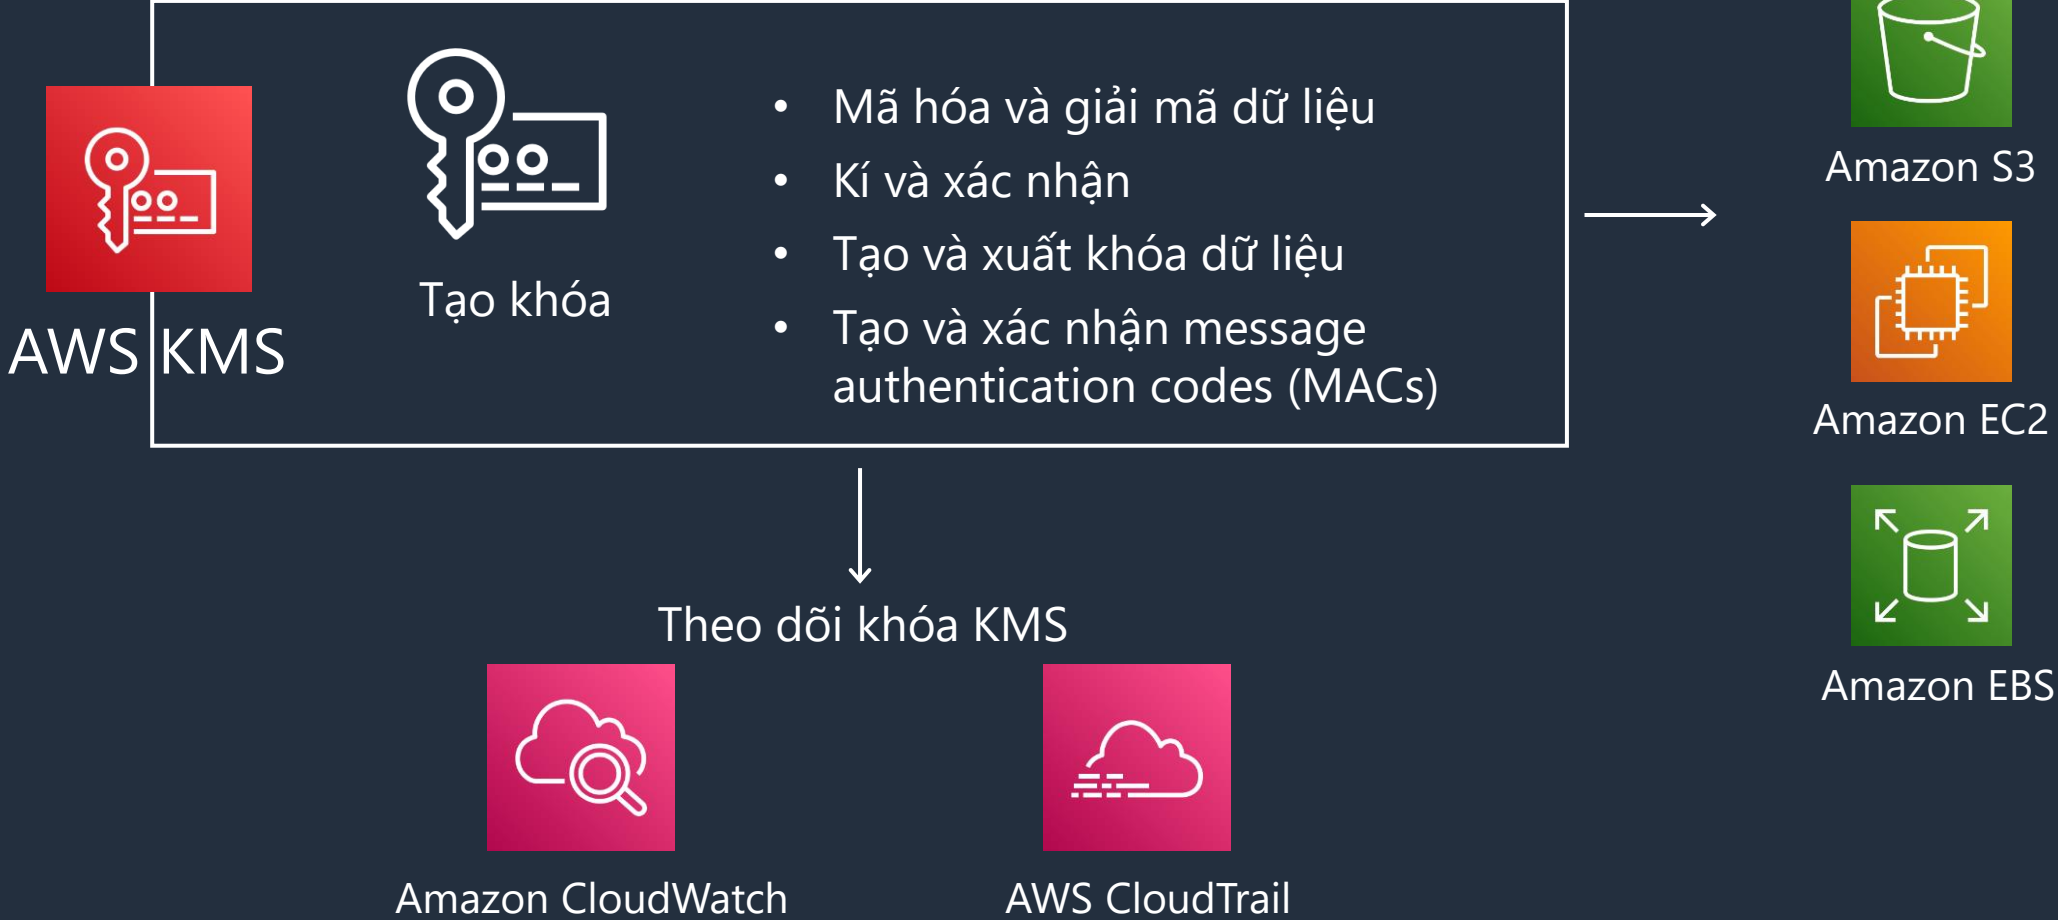 AWS KMS
Tạo khóa
• Mã hóa và giải mã dữ liệu
• Kí và xác nhận
• Tạo và xuất khóa dữ liệu
• Tạo và xác nhận message
authentication codes (MACs)
Amazon S3
Amazon EC2
Amazon EBS
Theo dõi khóa KMS
Amazon CloudWatch
AWS CloudTrail